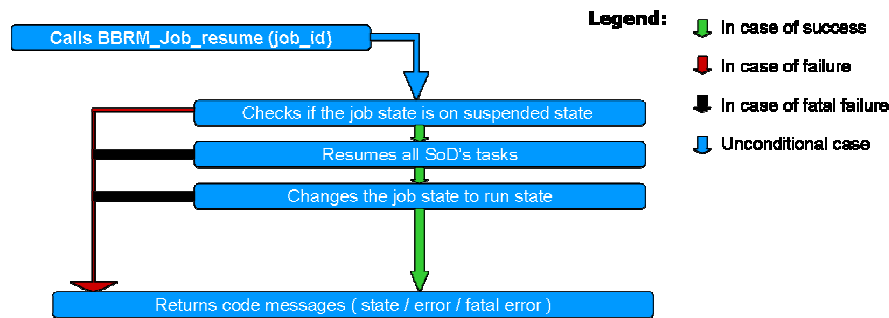 Calls BBRM_Job_resume (job_id)
Legend:
In case of success
In case of failure
In case of fatal failure
Unconditional case
Checks if the job state is on suspended state
Resumes all SoD's tasks
Changes the job state to run state
Returns code messages ( state / error / fatal error )